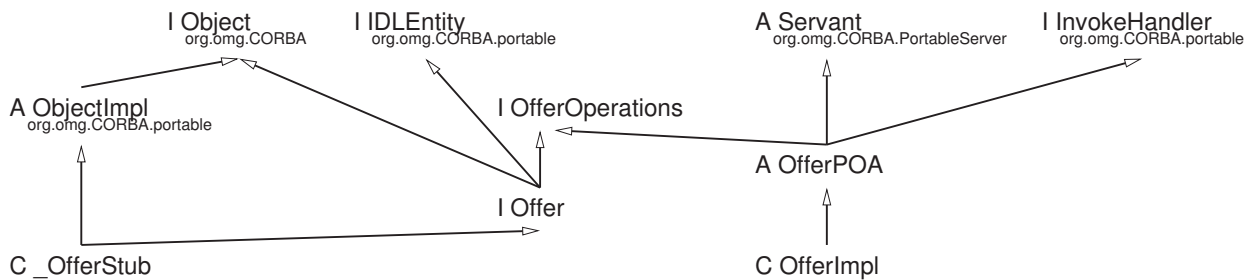 I Object
org.omg.CORBA
I IDLEntity
org.omg.CORBA.portable
A Servant
org.omg.CORBA.PortableServer
I InvokeHandler
org.omg.CORBA.portable
A ObjectImpl
org.omg.CORBA.portable
I OfferOperations
A OfferPOA
I Offer
C _OfferStub
C OfferImpl